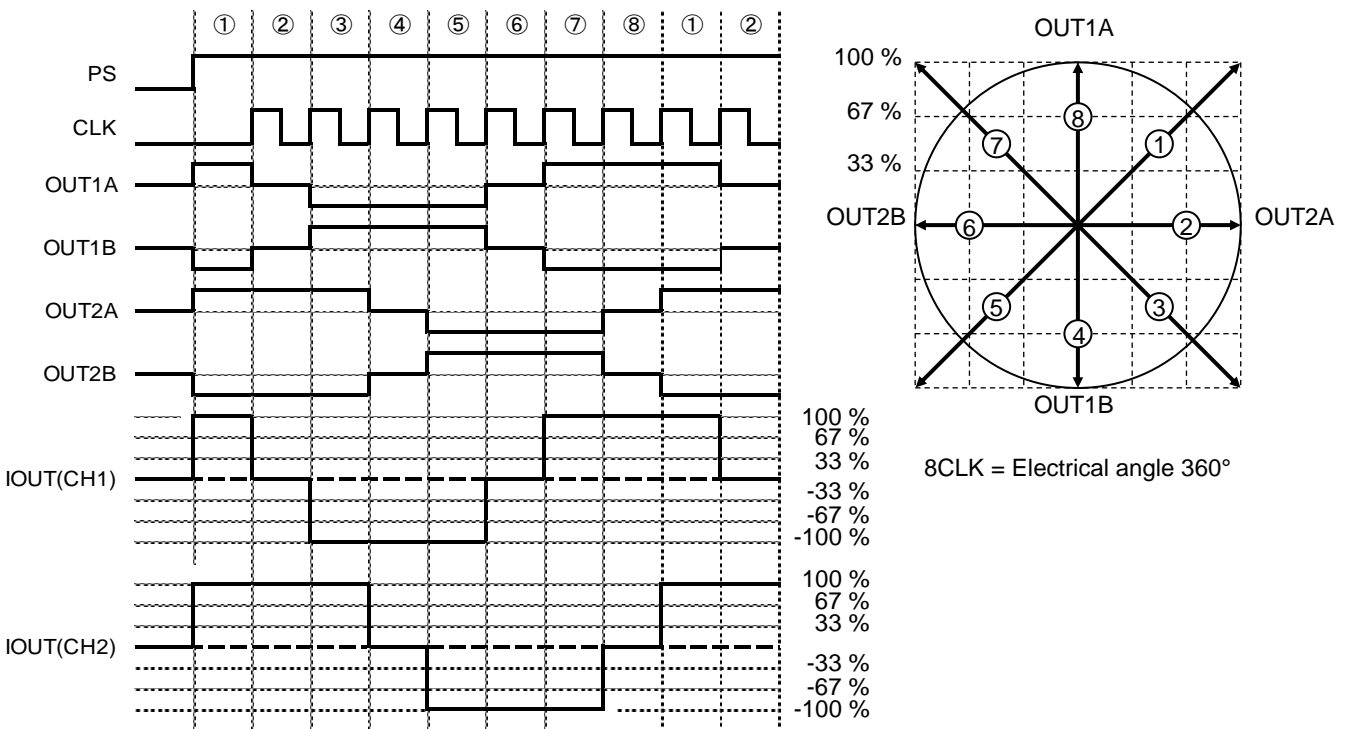 ① ② ③ ④ ⑤ ⑥ ⑦ ⑧ ① ②
PS
CLK
OUT1A
OUT1B
OUT2A
OUT2B
IOUT(CH1)
100 %
67 %
33 %
-33 %
-67 %
-100 %
IOUT(CH2)
100 %
67 %
33 %
-33 %
-67 %
-100 %
OUT1A
100 %
67 %
33 %
OUT2B
OUT2A
OUT1B
⑧
⑦
①
⑥
②
⑤
③
④
8CLK = Electrical angle 360°